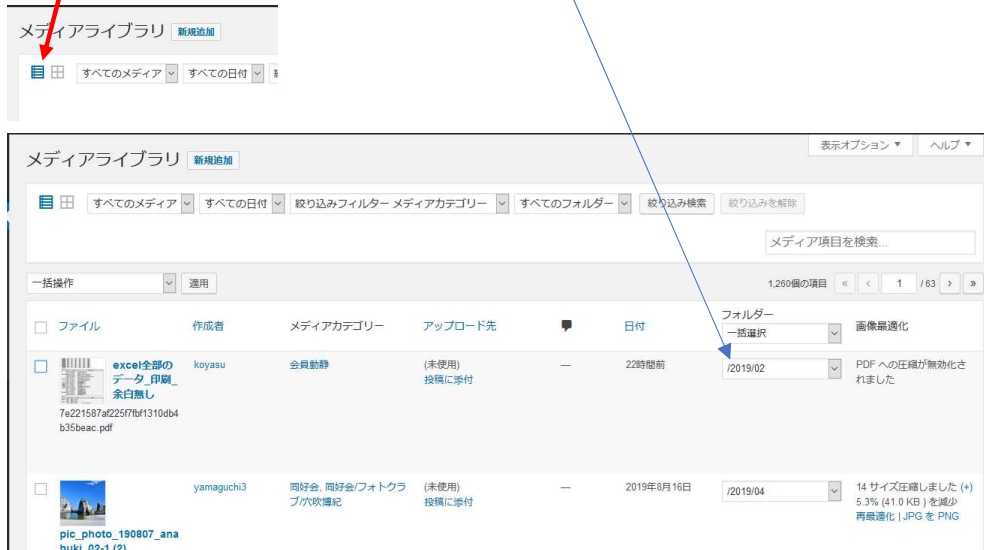 メディアライブラリ 新規追加
すべてのメディア すべての日付
メディアライブラリ 新規追加
表示オプション ▼ ヘルプ ▼
すべてのメディア すべての日付 絞り込みフィルター メディアカテゴリー すべてのフォルダー 絞り込み検索 絞り込みを解除
メディア項目を検索...
一括操作 適用
1,260個の項目 « ‹ 1 / 63 › »
ファイル 作成者 メディアカテゴリー アップロード先 日付 フォルダー 画像最適化
一括選択
excel全部の koyasu 会員動静 (未使用) — 22時間前 /2019/02 PDF への圧縮が無効化さ
データ_印刷_ 投稿に添付 れました
余白無し
7e221587af225f7fbf1310db4
b35beac.pdf
yamaguchi3 同好会, 同好会/フォトクラ (未使用) — 2019年8月16日 /2019/04 14 サイズ圧縮しました (+)
ブ/穴吹博紀 投稿に添付 5.3% (41.0 KB ) を減少
再最適化 | JPG を PNG
pic_photo_190807_ana
buki_02-1 (2)